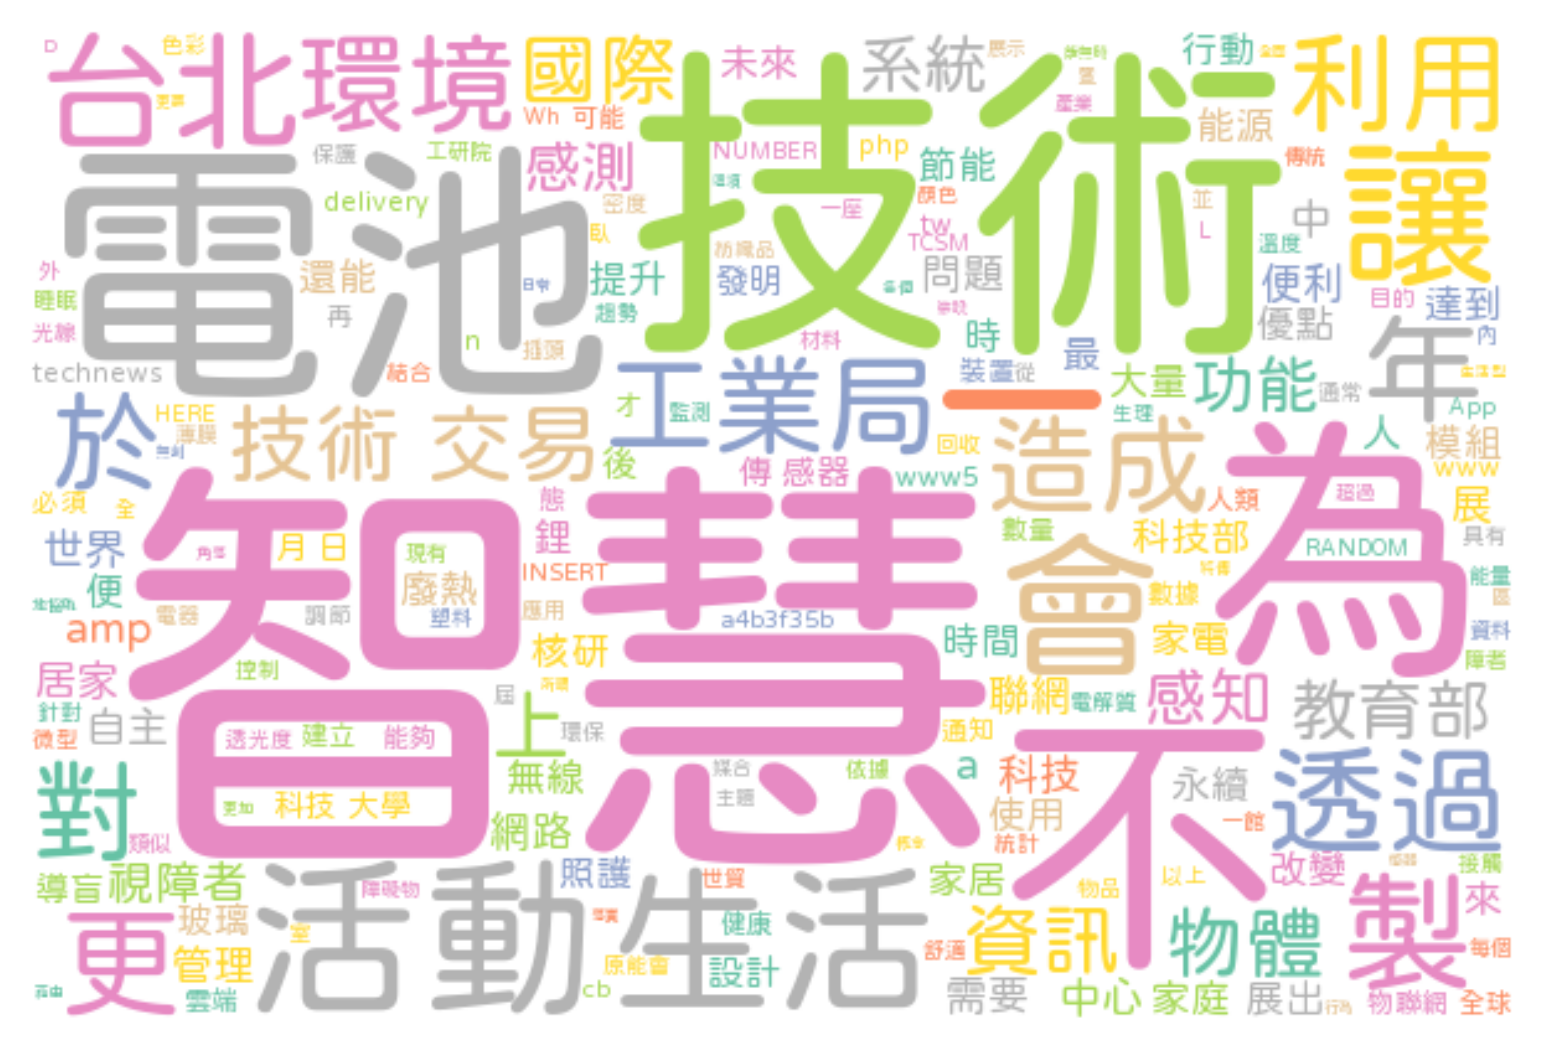 D
色彩
台北
環境
國際
未來
系統
展示
行動
利用
技術
Wh
可能
產業
能源
保護
工研院
感測
NUMBER
php
節能
傳統
讓
電池
delivery
密度
一座
顏色
並
中
臥
紡織品
tw
TCSM
L
溫度
外
還能
提升
發明
問題
便利
目的
達到
睡眠
再
趨勢
優點
光線
n
插頭
材料
時
最
年
內
technews
結合
工業局
裝置
從
一
大量
功能
通常
App
於
HERE
薄膜
技術
交易
才
監測
生理
人
模組
後
傳
感器
回收
www5
造成
為
www
必須
全
智慧
態
人類
超過
展
世界
月
日
現有
鋰
數量
科技部
RANDOM
具有
便
廢熱
INSERT
會
能量
區
電器
調節
塑料
應用
a4b3f35b
數據
amp
核研
時間
家電
資料
居家
控制
障者
屆
聯網
電解質
感知
教育部
針對
自主
上
環保
通知
微型
透光度
建立
能夠
不
對
無線
媒合
依據
a
科技
永續
透過
更加
科技
大學
主題
使用
類似
網路
統計
一館
導盲
視障者
障礙物
照護
世貿
家居
物品
以上
改變
接觸
更
玻璃
活動
生活
健康
資訊
物體
製
來
管理
室
原能會
設計
舒適
每個
雲端
cb
需要
中心
家庭
展出
行為
物聯網
全球